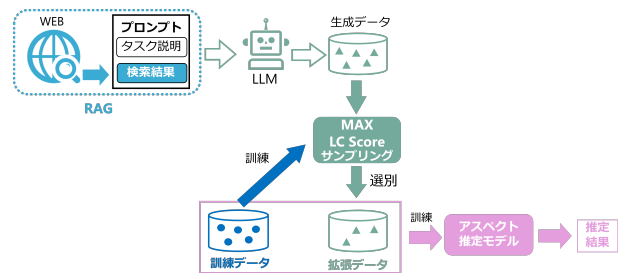 WEB
プロンプト
タスク説明
検索結果
RAG
LLM
生成データ
MAX
LC Score
サンプリング
訓練
選別
訓練データ
拡張データ
訓練
アスペクト
推定モデル
推定
結果